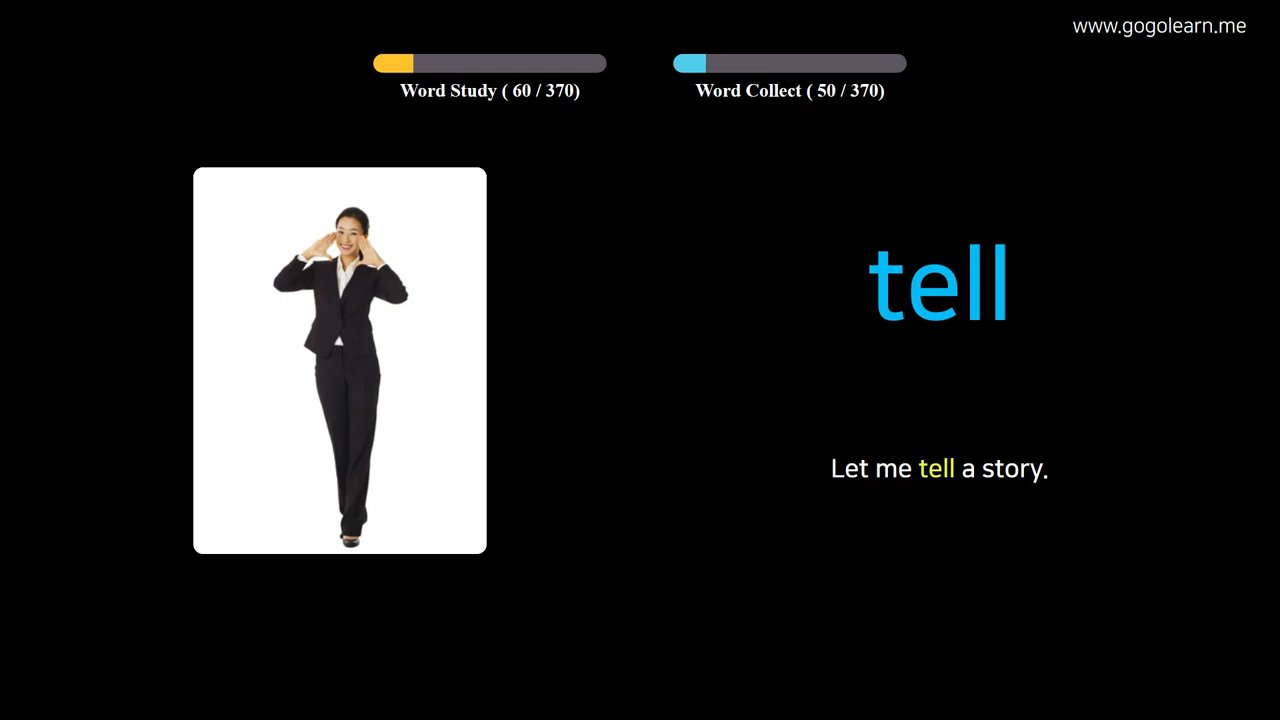 www.gogolearn.me
Word Study ( 60 / 370)
Word Collect ( 50 / 370)
tell
Let me tell a story.